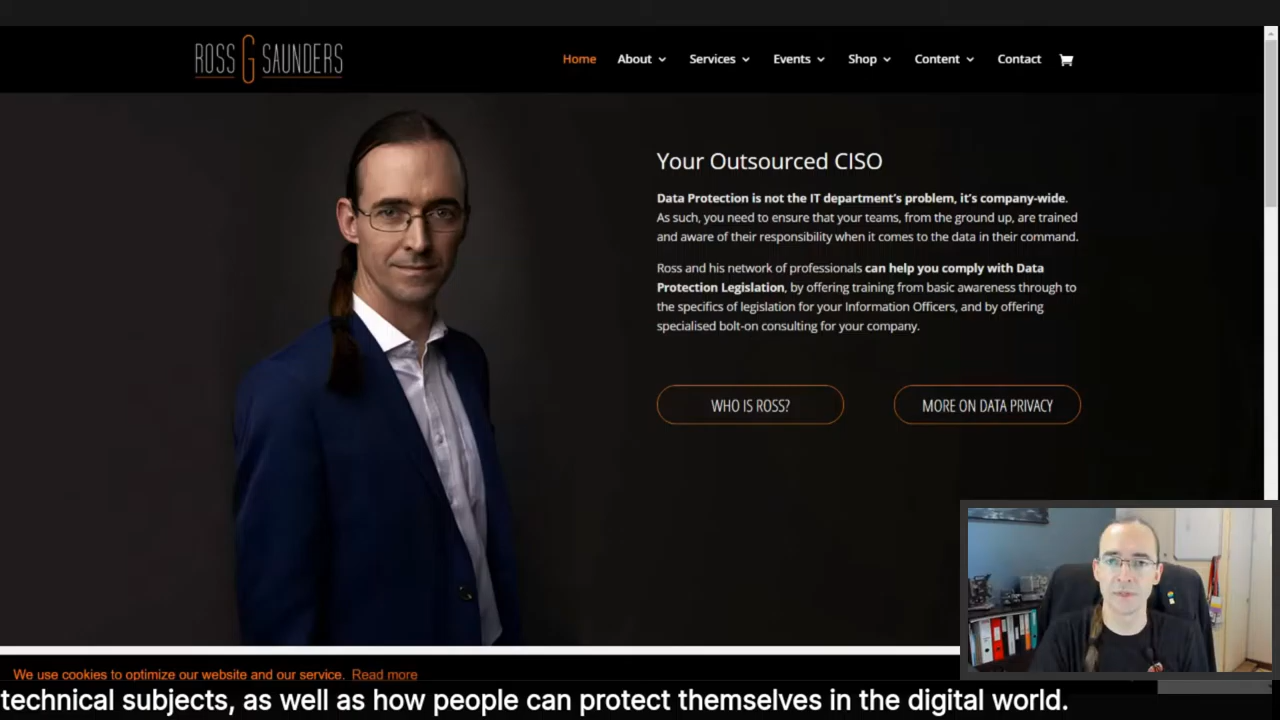 ROSS G SAUNDERS
Home About Services Events Shop Content Contact
Your Outsourced CISO
Data Protection is not the IT department's problem, it's company-wide.
As such, you need to ensure that your teams, from the ground up, are trained
and aware of their responsibility when it comes to the data in their command.
Ross and his network of professionals can help you comply with Data
Protection Legislation, by offering training from basic awareness through to
the specifics of legislation for your Information Officers, and by offering
specialised bolt-on consulting for your company.
WHO IS ROSS? MORE ON DATA PRIVACY
We use cookies to optimize our website and our service. Read more
technical subjects, as well as how people can protect themselves in the digital world.